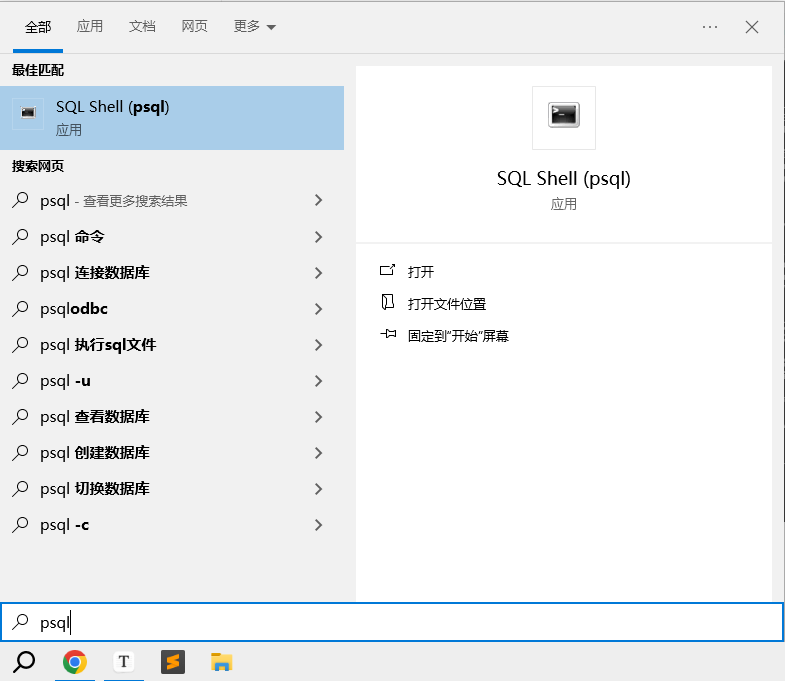 全部 应用 文档 网页 更多
最佳匹配
SQL Shell (psql)
应用
搜索网页
psql - 查看更多搜索结果
psql 命令
psql 连接数据库
psqlodbc
psql 执行sql文件
psql -u
psql 查看数据库
psql 创建数据库
psql 切换数据库
psql -c
SQL Shell (psql)
应用
打开
打开文件位置
固定到"开始"屏幕
psql
T